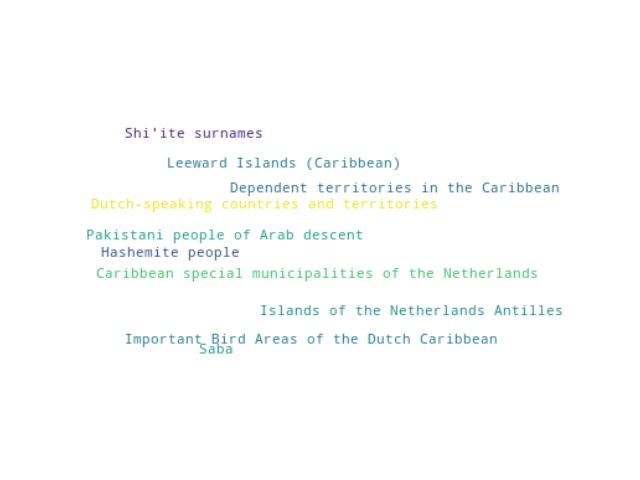 Shi'ite surnames
Leeward Islands (Caribbean)
Dependent territories in the Caribbean
Dutch-speaking countries and territories
Pakistani people of Arab descent
Hashemite people
Caribbean special municipalities of the Netherlands
Islands of the Netherlands Antilles
Important Bird Areas of the Dutch Caribbean
Saba